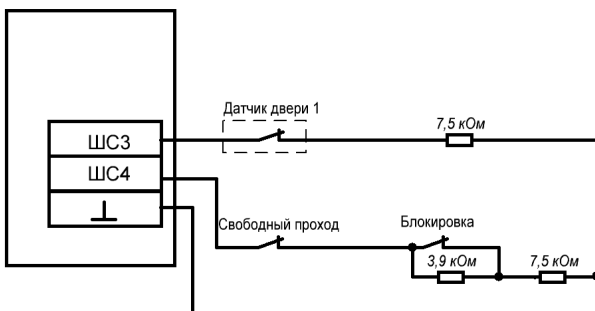 Датчик двери 1
7,5 кОм
ШС3
ШС4
Свободный проход
Блокировка
3,9 кОм
7,5 кОм